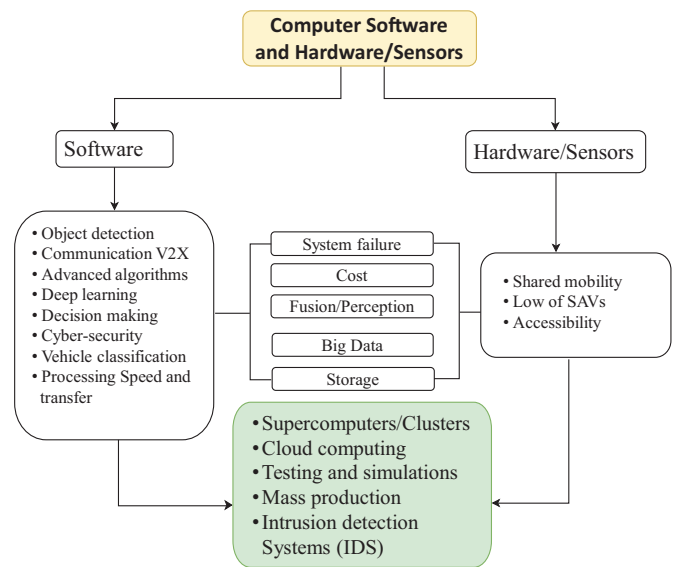 Computer Software
and Hardware/Sensors
Software
Hardware/Sensors
• Object detection
• Communication V2X
• Advanced algorithms
• Deep learning
• Decision making
• Cyber-security
• Vehicle classification
• Processing Speed and
transfer
System failure
Cost
Fusion/Perception
Big Data
Storage
• Shared mobility
• Low of SAVs
• Accessibility
• Supercomputers/Clusters
• Cloud computing
• Testing and simulations
• Mass production
• Intrusion detection
Systems (IDS)